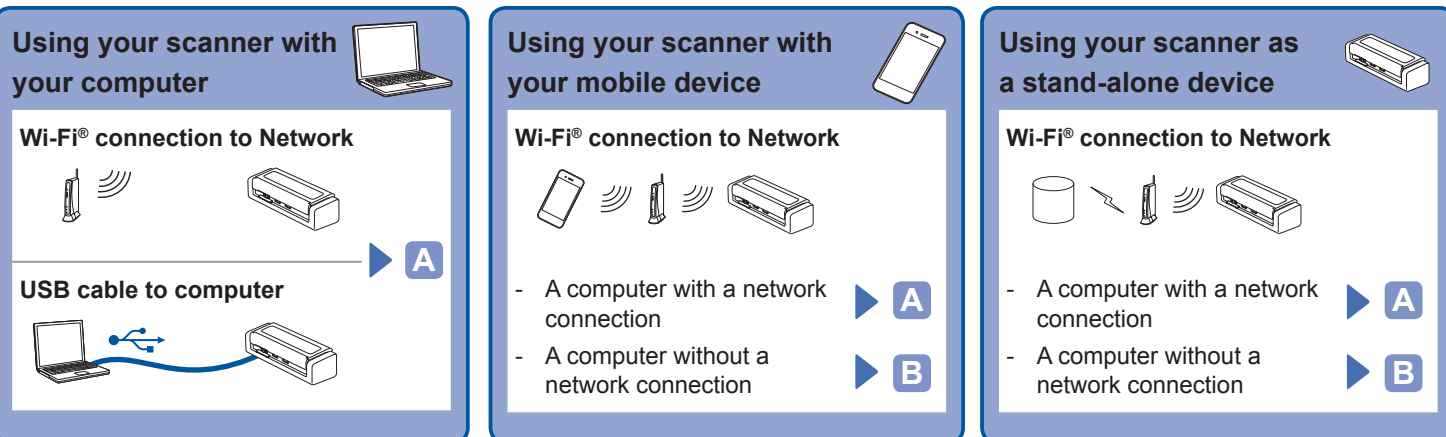 Using your scanner with
your computer
Wi-Fi® connection to Network
A
USB cable to computer
Using your scanner with
your mobile device
Wi-Fi® connection to Network
- A computer with a network
connection
A
- A computer without a
network connection
B
Using your scanner as
a stand-alone device
Wi-Fi® connection to Network
- A computer with a network
connection
A
- A computer without a
network connection
B